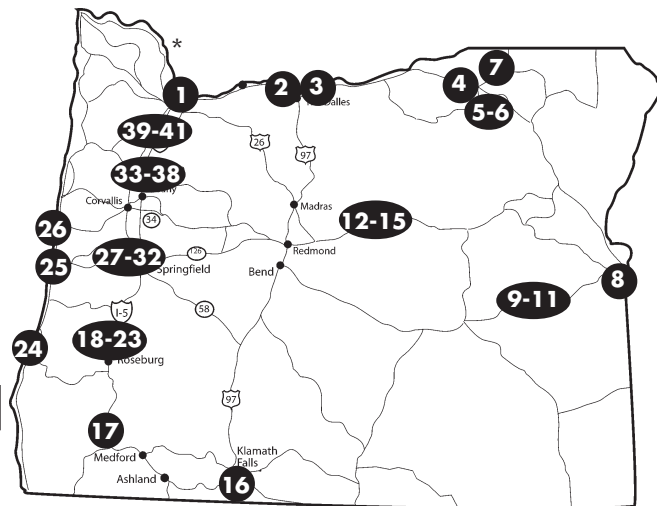 *
7
1
2
3
4
5-6
39-41
26
97
33-38
Corvallis
34
Madras
12-15
26
126
Redmond
27-32
Springfield
25
Bend
8
9-11
I-5
58
18-23
24
Roseburg
97
17
Klamath
Falls
Medford
16
Ashland